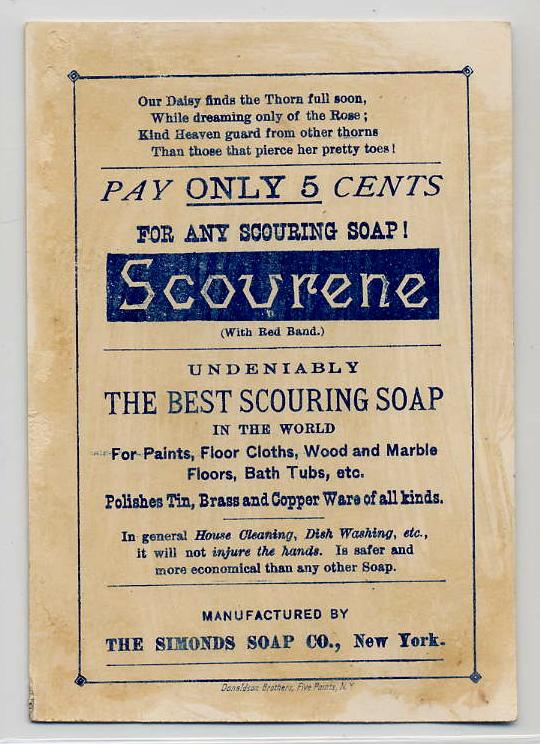 Our Daisy finds the Thorn full soon,
While dreaming only of the Rose;
Kind Heaven guard from other thorns
Than those that pierce her pretty toes!
PAY ONLY 5 CENTS
FOR ANY SCOURING SOAP!
Scourene
(With Red Band.)
UNDENIABLY
THE BEST SCOURING SOAP
IN THE WORLD
For Paints, Floor Cloths, Wood and Marble
Floors, Bath Tubs, etc.
Polishes Tin, Brass and Copper Ware of all kinds.
In general House Cleaning, Dish Washing, etc.,
it will not injure the hands. Is safer and
more economical than any other Soap.
MANUFACTURED BY
THE SIMONDS SOAP CO., New York.
Donaldson Brothers, Five Points, N.Y